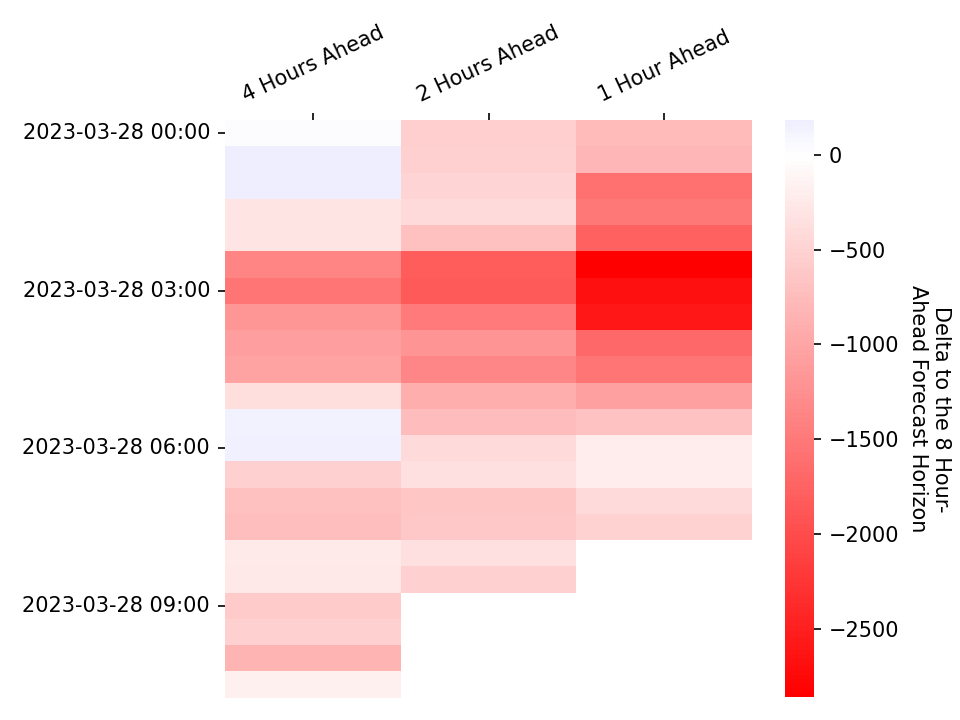 4 Hours Ahead
2 Hours Ahead
1 Hour Ahead
2023-03-28 00:00
2023-03-28 03:00
2023-03-28 06:00
2023-03-28 09:00
0
−500
−1000
−1500
−2000
−2500
Delta to the 8 Hour-
Ahead Forecast Horizon